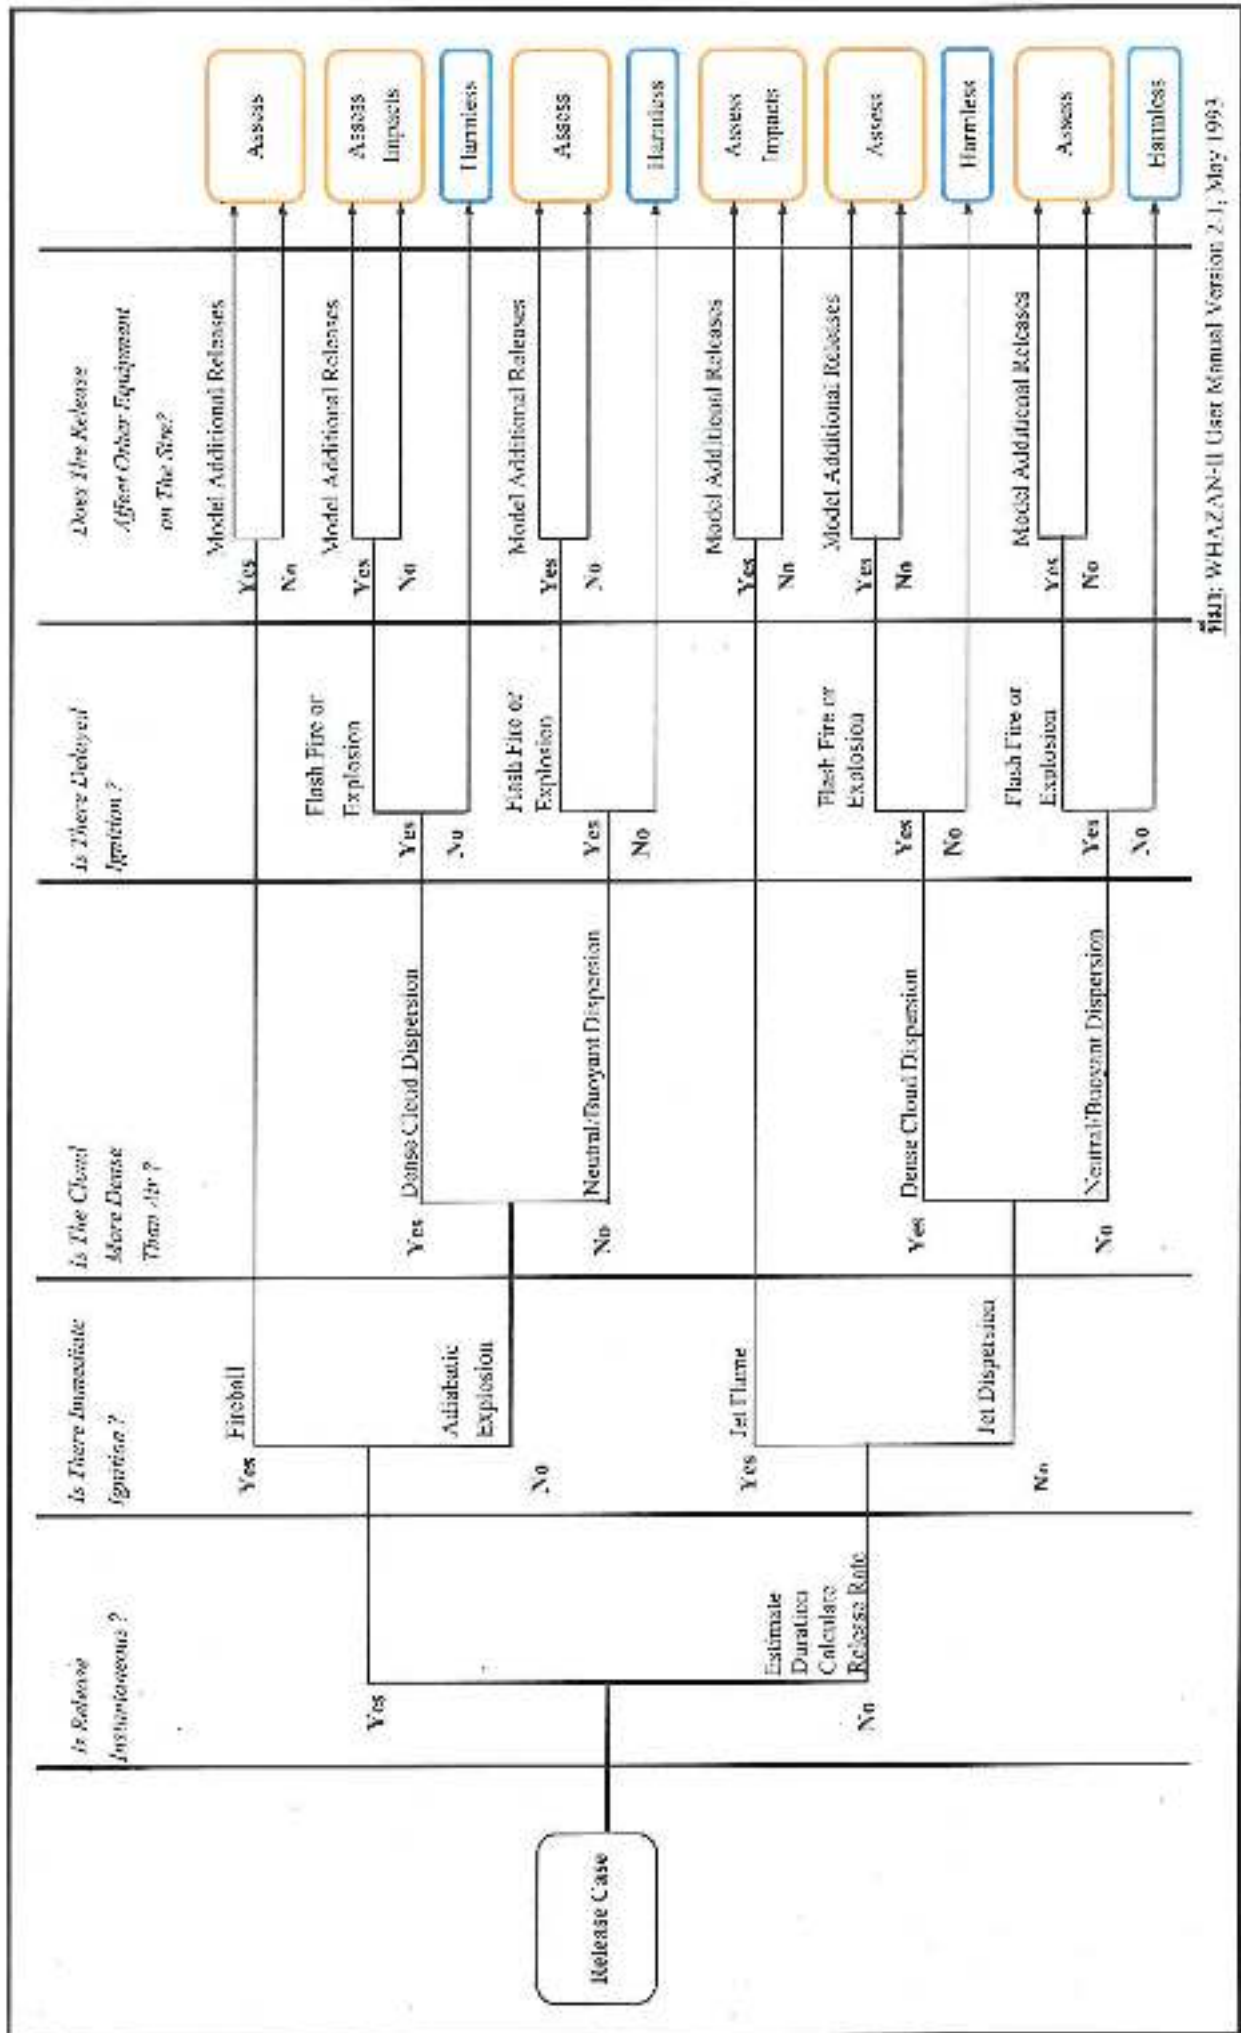 Release Case
Is Release
Instantaneous ?
Yes
Estimate
Duration
Calculate
Release Rate
No
Is There Immediate
Ignition ?
Yes
Fireball
Adiabatic
Explosion
No
Yes
Jet Flame
Jet Dispersion
No
Is The Cloud
More Dense
Than Air ?
Yes
Dense Cloud Dispersion
No
Neutral/Buoyant Dispersion
Yes
Dense Cloud Dispersion
No
Neutral/Buoyant Dispersion
Is There Delayed
Ignition ?
Flash Fire or
Explosion
Yes
No
Flash Fire or
Explosion
Yes
No
Flash Fire or
Explosion
Yes
No
Flash Fire or
Explosion
Yes
No
Does The Release
Affect Other Equipment
on The Site?
Model Additional Releases
Yes
No
Model Additional Releases
Yes
No
Model Additional Releases
Yes
No
Model Additional Releases
Yes
No
Model Additional Releases
Yes
No
Model Additional Releases
Yes
No
Assess
Assess
Impacts
Harmless
Assess
Harmless
Assess
Impacts
Assess
Harmless
Assess
Harmless
ที่มา: WHAZAN-II User Manual Version 2.1, May 1993